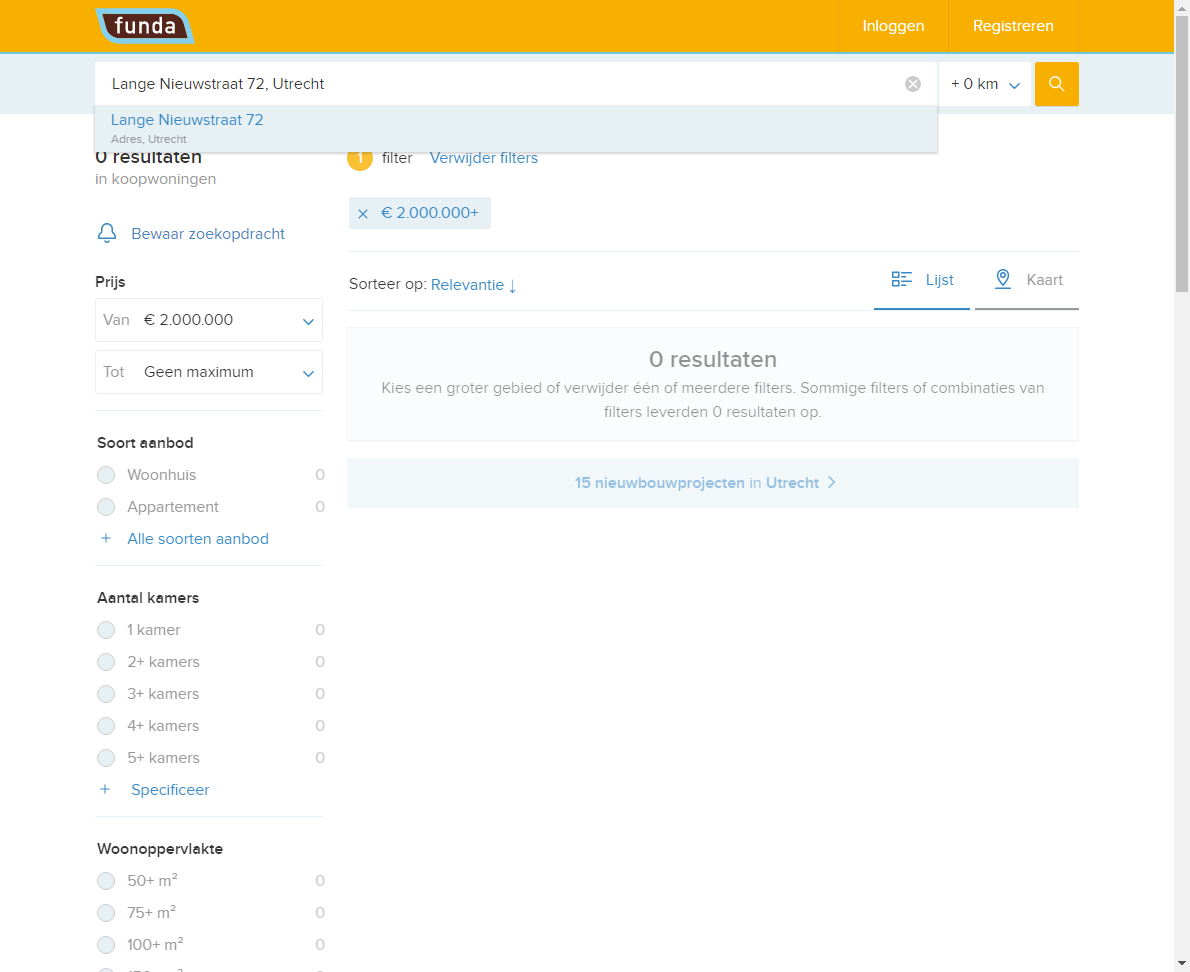 funda
Inloggen
Registreren
Lange Nieuwstraat 72, Utrecht
+ 0 km
Lange Nieuwstraat 72
Adres, Utrecht
0 resultaten
in koopwoningen
1 filter
Verwijder filters
€ 2.000.000+
Bewaar zoekopdracht
Sorteer op: Relevantie ↓
Lijst
Kaart
Prijs
Van € 2.000.000
Tot Geen maximum
0 resultaten
Kies een groter gebied of verwijder één of meerdere filters. Sommige filters of combinaties van
filters leverden 0 resultaten op.
15 nieuwbouwprojecten in Utrecht
Soort aanbod
Woonhuis 0
Appartement 0
+ Alle soorten aanbod
Aantal kamers
1 kamer 0
2+ kamers 0
3+ kamers 0
4+ kamers 0
5+ kamers 0
+ Specificeer
Woonoppervlakte
50+ m² 0
75+ m² 0
100+ m² 0